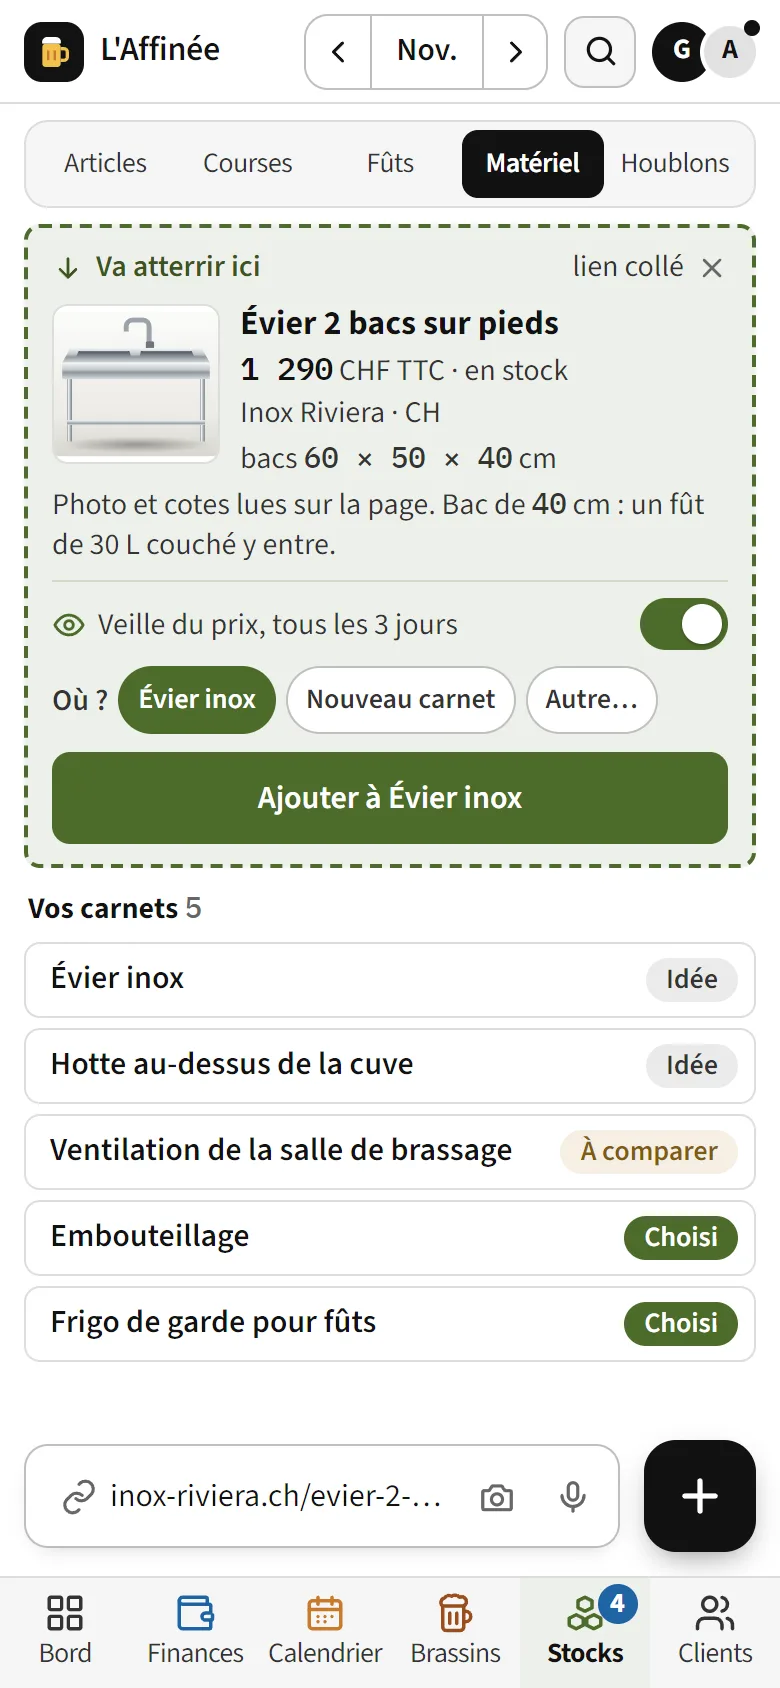 L'Affinée
Nov.
G
A
Articles
Courses
Fûts
Matériel
Houblons
Va atterrir ici
lien collé
Évier 2 bacs sur pieds
1 290 CHF TTC · en stock
Inox Riviera · CH
bacs 60 × 50 × 40 cm
Photo et cotes lues sur la page. Bac de 40 cm : un fût
de 30 L couché y entre.
Veille du prix, tous les 3 jours
Où ?
Évier inox
Nouveau carnet
Autre…
Ajouter à Évier inox
Vos carnets 5
Évier inox
Idée
Hotte au-dessus de la cuve
Idée
Ventilation de la salle de brassage
À comparer
Embouteillage
Choisi
Frigo de garde pour fûts
Choisi
inox-riviera.ch/evier-2-…
Bord
Finances
Calendrier
Brassins
4
Stocks
Clients